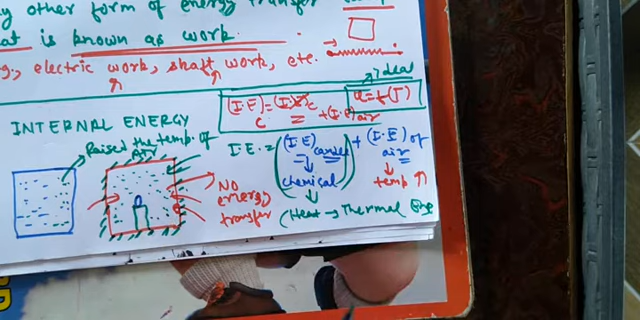 y other form of energy transfer
at is known as work.
g., electric work, shaft work, etc.
Ideal
(I.E)c = (I.E)c + (I.E)air
u=f(T)
INTERNAL ENERGY
Raised the temp. of
I.E. = (I.E)candle + (I.E) of air
chemical
temp ↑
NO energy transfer
(Heat → Thermal